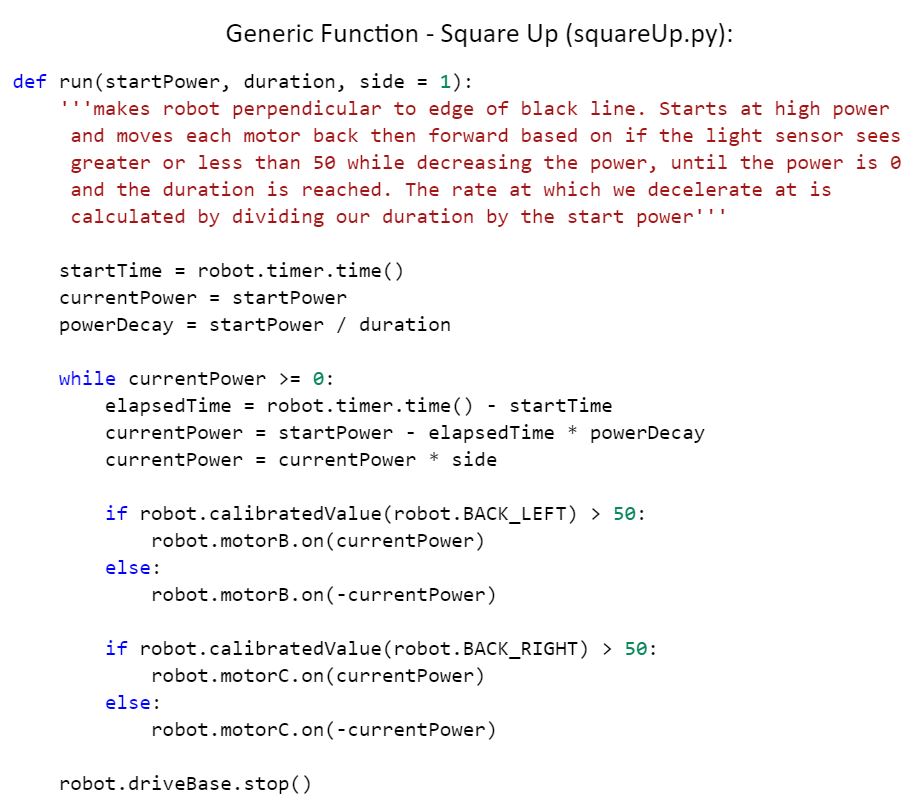 Generic Function - Square Up (squareUp.py):
def run(startPower, duration, side = 1):
    '''makes robot perpendicular to edge of black line. Starts at high power
     and moves each motor back then forward based on if the light sensor sees
     greater or less than 50 while decreasing the power, until the power is 0
     and the duration is reached. The rate at which we decelerate at is
     calculated by dividing our duration by the start power'''

    startTime = robot.timer.time()
    currentPower = startPower
    powerDecay = startPower / duration

    while currentPower >= 0:
        elapsedTime = robot.timer.time() - startTime
        currentPower = startPower - elapsedTime * powerDecay
        currentPower = currentPower * side

        if robot.calibratedValue(robot.BACK_LEFT) > 50:
            robot.motorB.on(currentPower)
        else:
            robot.motorB.on(-currentPower)

        if robot.calibratedValue(robot.BACK_RIGHT) > 50:
            robot.motorC.on(currentPower)
        else:
            robot.motorC.on(-currentPower)

    robot.driveBase.stop()